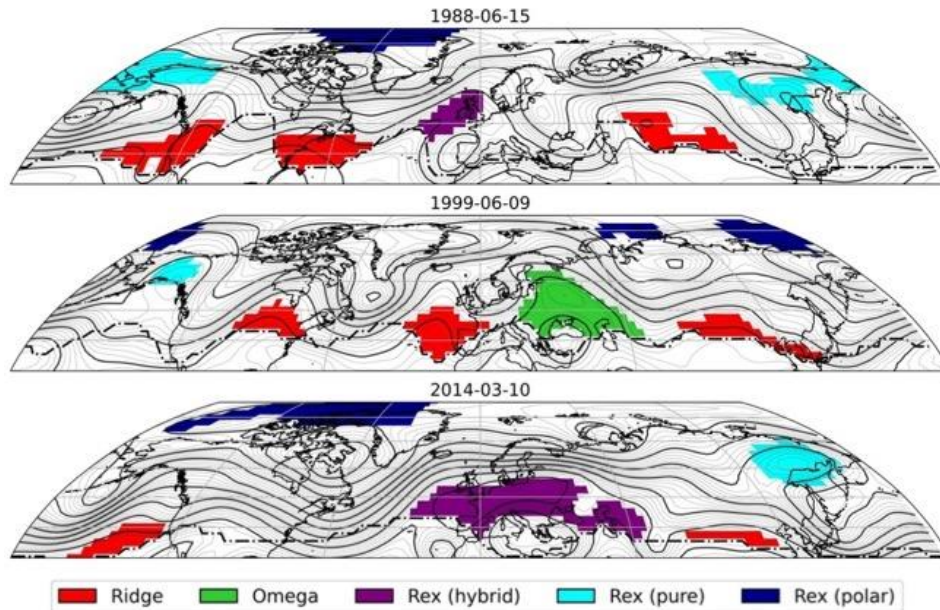 1988-06-15
1999-06-09
2014-03-10
Ridge Omega Rex (hybrid) Rex (pure) Rex (polar)